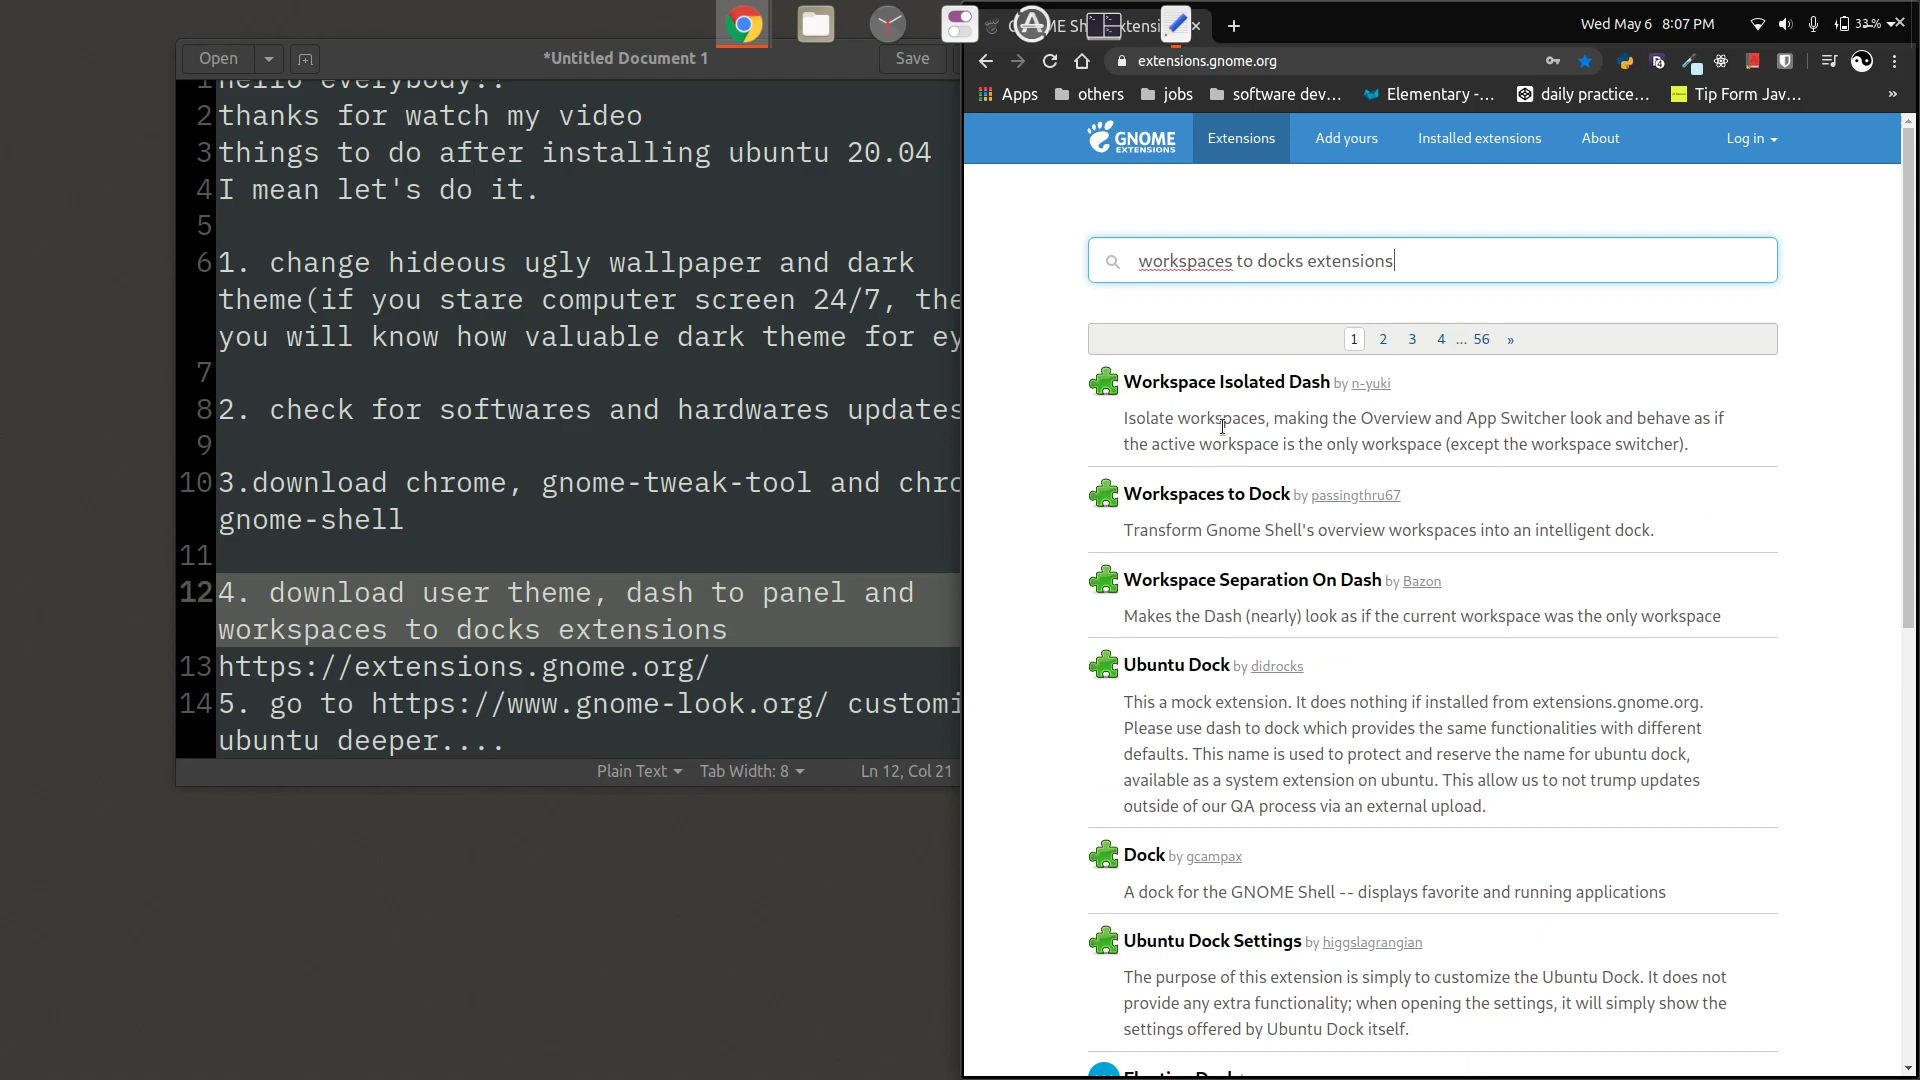 Wed May 6 8:07 PM
33%
Open
*Untitled Document 1
Save
2 thanks for watch my video
3 things to do after installing ubuntu 20.04
4 I mean let's do it.
5
6 1. change hideous ugly wallpaper and dark
theme(if you stare computer screen 24/7, the
you will know how valuable dark theme for ey
7
8 2. check for softwares and hardwares updates
9
10 3.download chrome, gnome-tweak-tool and chro
gnome-shell
11
12 4. download user theme, dash to panel and
workspaces to docks extensions
13 https://extensions.gnome.org/
14 5. go to https://www.gnome-look.org/ customi
ubuntu deeper....
Plain Text
Tab Width: 8
Ln 12, Col 21
extensions.gnome.org
Apps
others
jobs
software dev...
Elementary -...
daily practice...
Tip Form Jav...
»
GNOME EXTENSIONS
Extensions
Add yours
Installed extensions
About
Log in
workspaces to docks extensions
1 2 3 4 ... 56 »
Workspace Isolated Dash by n-yuki
Isolate workspaces, making the Overview and App Switcher look and behave as if
the active workspace is the only workspace (except the workspace switcher).
Workspaces to Dock by passingthru67
Transform Gnome Shell's overview workspaces into an intelligent dock.
Workspace Separation On Dash by Bazon
Makes the Dash (nearly) look as if the current workspace was the only workspace
Ubuntu Dock by didrocks
This a mock extension. It does nothing if installed from extensions.gnome.org.
Please use dash to dock which provides the same functionalities with different
defaults. This name is used to protect and reserve the name for ubuntu dock,
available as a system extension on ubuntu. This allow us to not trump updates
outside of our QA process via an external upload.
Dock by gcampax
A dock for the GNOME Shell -- displays favorite and running applications
Ubuntu Dock Settings by higgslagrangian
The purpose of this extension is simply to customize the Ubuntu Dock. It does not
provide any extra functionality; when opening the settings, it will simply show the
settings offered by Ubuntu Dock itself.